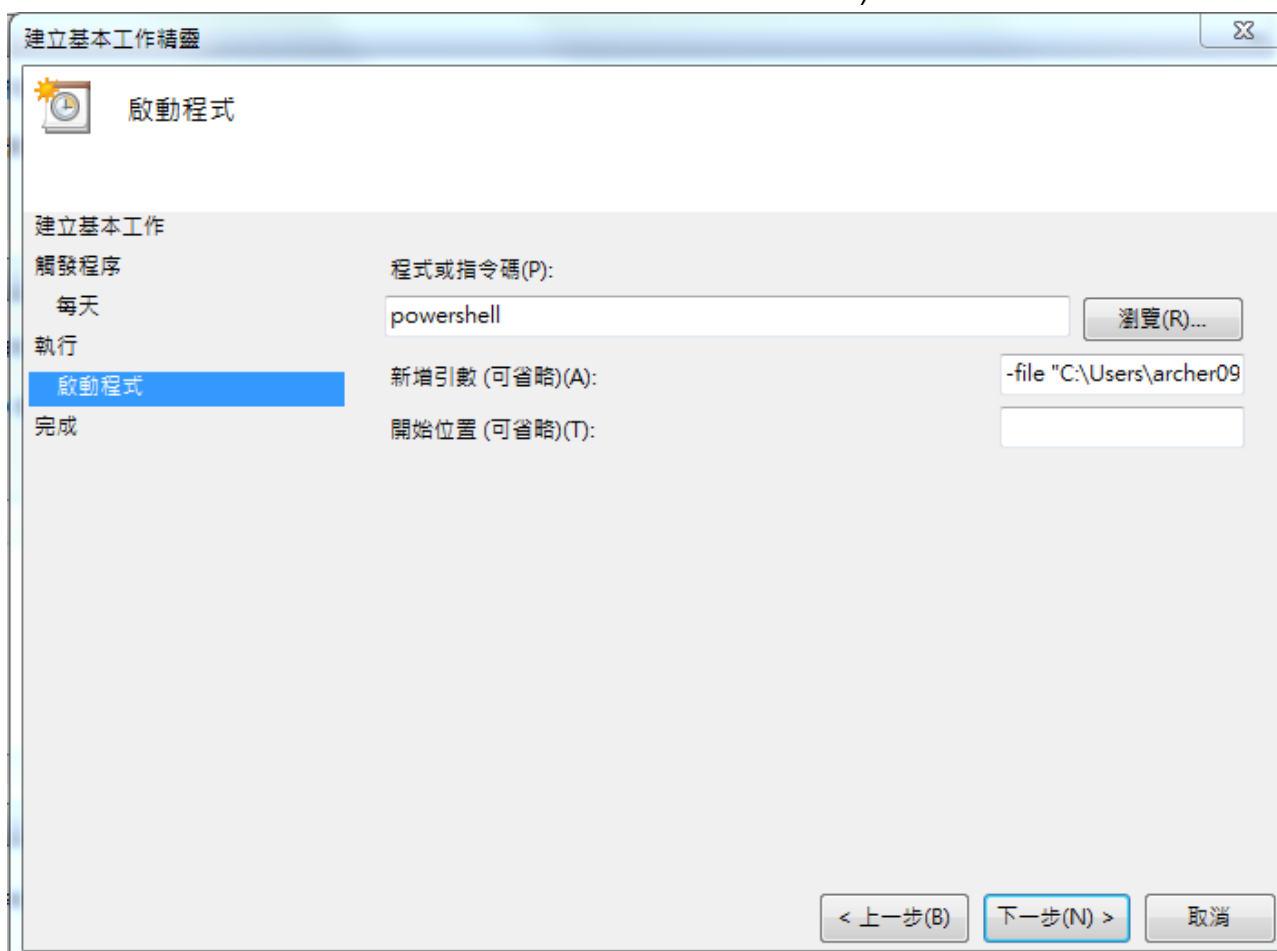 建立基本工作精靈
啟動程式
建立基本工作
觸發程序
每天
執行
啟動程式
完成
程式或指令碼(P):
powershell
瀏覽(R)...
新增引數 (可省略)(A):
-file "C:\Users\archer09
開始位置 (可省略)(T):
< 上一步(B)
下一步(N) >
取消